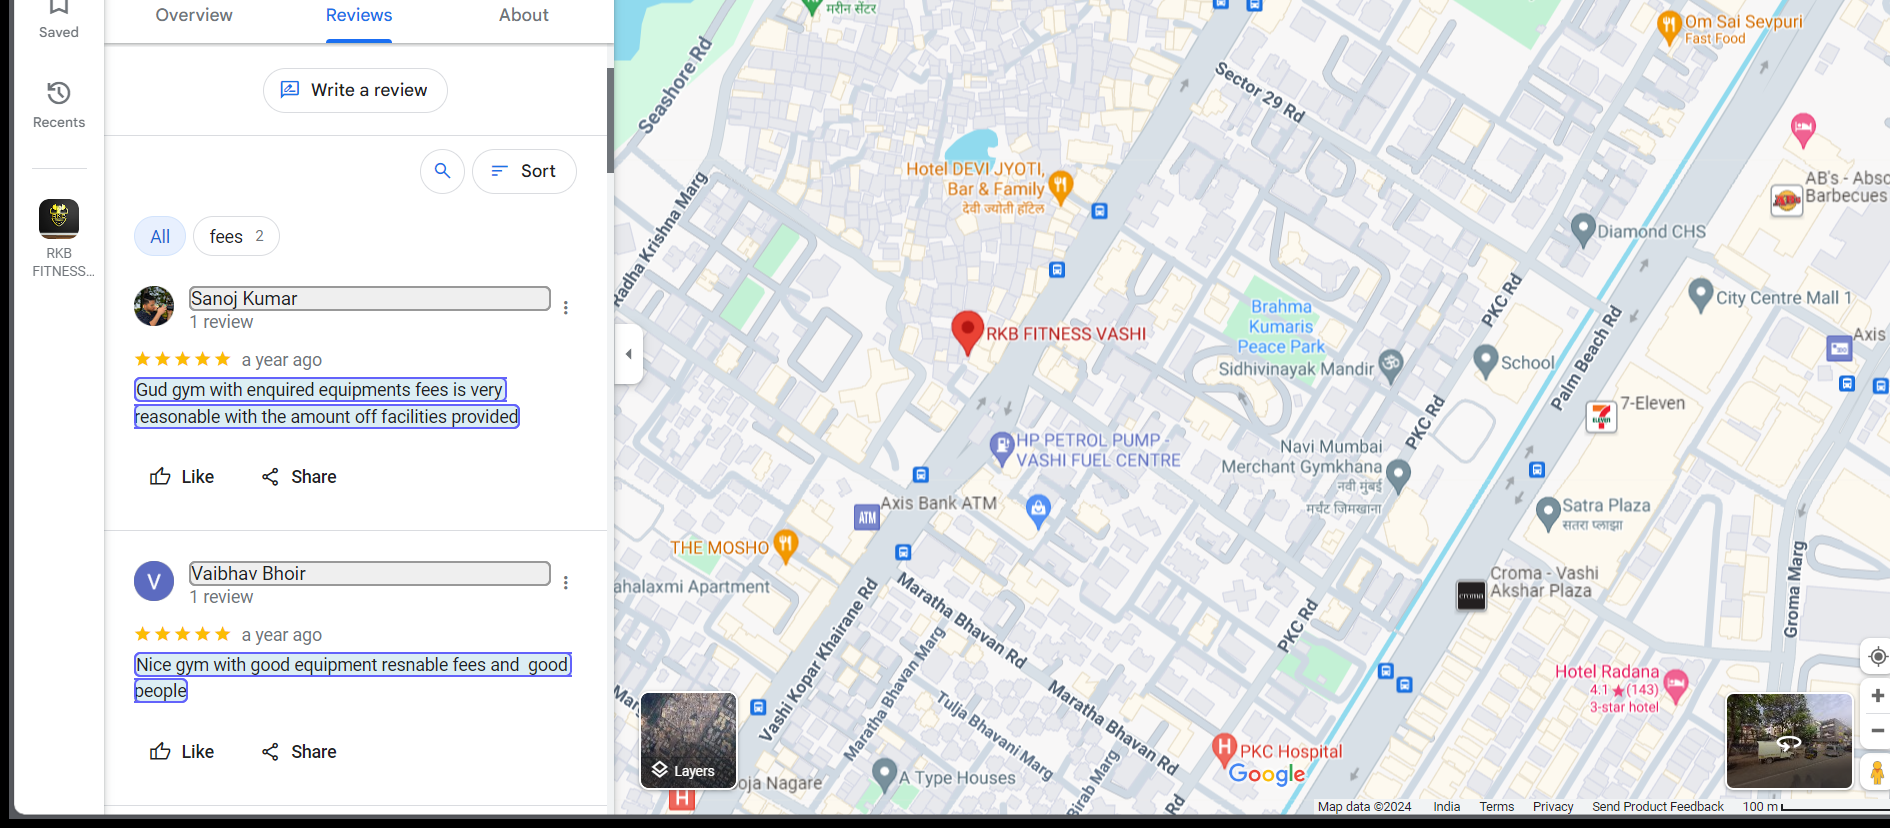 Saved
Recents
RKB
FITNESS...
Overview
Reviews
About
Write a review
Sort
All
fees 2
Sanoj Kumar
1 review
a year ago
Gud gym with enquired equipments fees is very
reasonable with the amount off facilities provided
Like
Share
Vaibhav Bhoir
1 review
a year ago
Nice gym with good equipment resnable fees and  good
people
Like
Share
मरीन सेंटर
Seashore Rd
Sector 29 Rd
Om Sai Sevpuri
Fast Food
Hotel DEVI JYOTI,
Bar & Family
देवी ज्योती हॉटेल
Radha Krishna Marg
AB's - Abso
Barbecues
Diamond CHS
City Centre Mall 1
Brahma
Kumaris
Peace Park
PKC Rd
Palm Beach Rd
Axis
RKB FITNESS VASHI
Sidhivinayak Mandir
School
7-Eleven
ELEVEN
PKC Rd
HP PETROL PUMP -
VASHI FUEL CENTRE
Navi Mumbai
Merchant Gymkhana
नवी मुंबई
मर्चंट जिमखाना
Axis Bank ATM
ATM
Satra Plaza
सतरा प्लाझा
THE MOSHO
ahalaxmi Apartment
Croma - Vashi
Akshar Plaza
croma
Groma Marg
Vashi Kopar Khairane Rd
Maratha Bhavan Rd
PKC Rd
Maratha Bhavan Marg
Hotel Radana
4.1 ★ (143)
3-star hotel
Tulja Bhavani Marg
Maratha Bhavan Rd
Birab Marg
PKC Hospital
H
Layers
oja Nagare
H
A Type Houses
Google
Rd
Map data ©2024
India
Terms
Privacy
Send Product Feedback
100 m
V